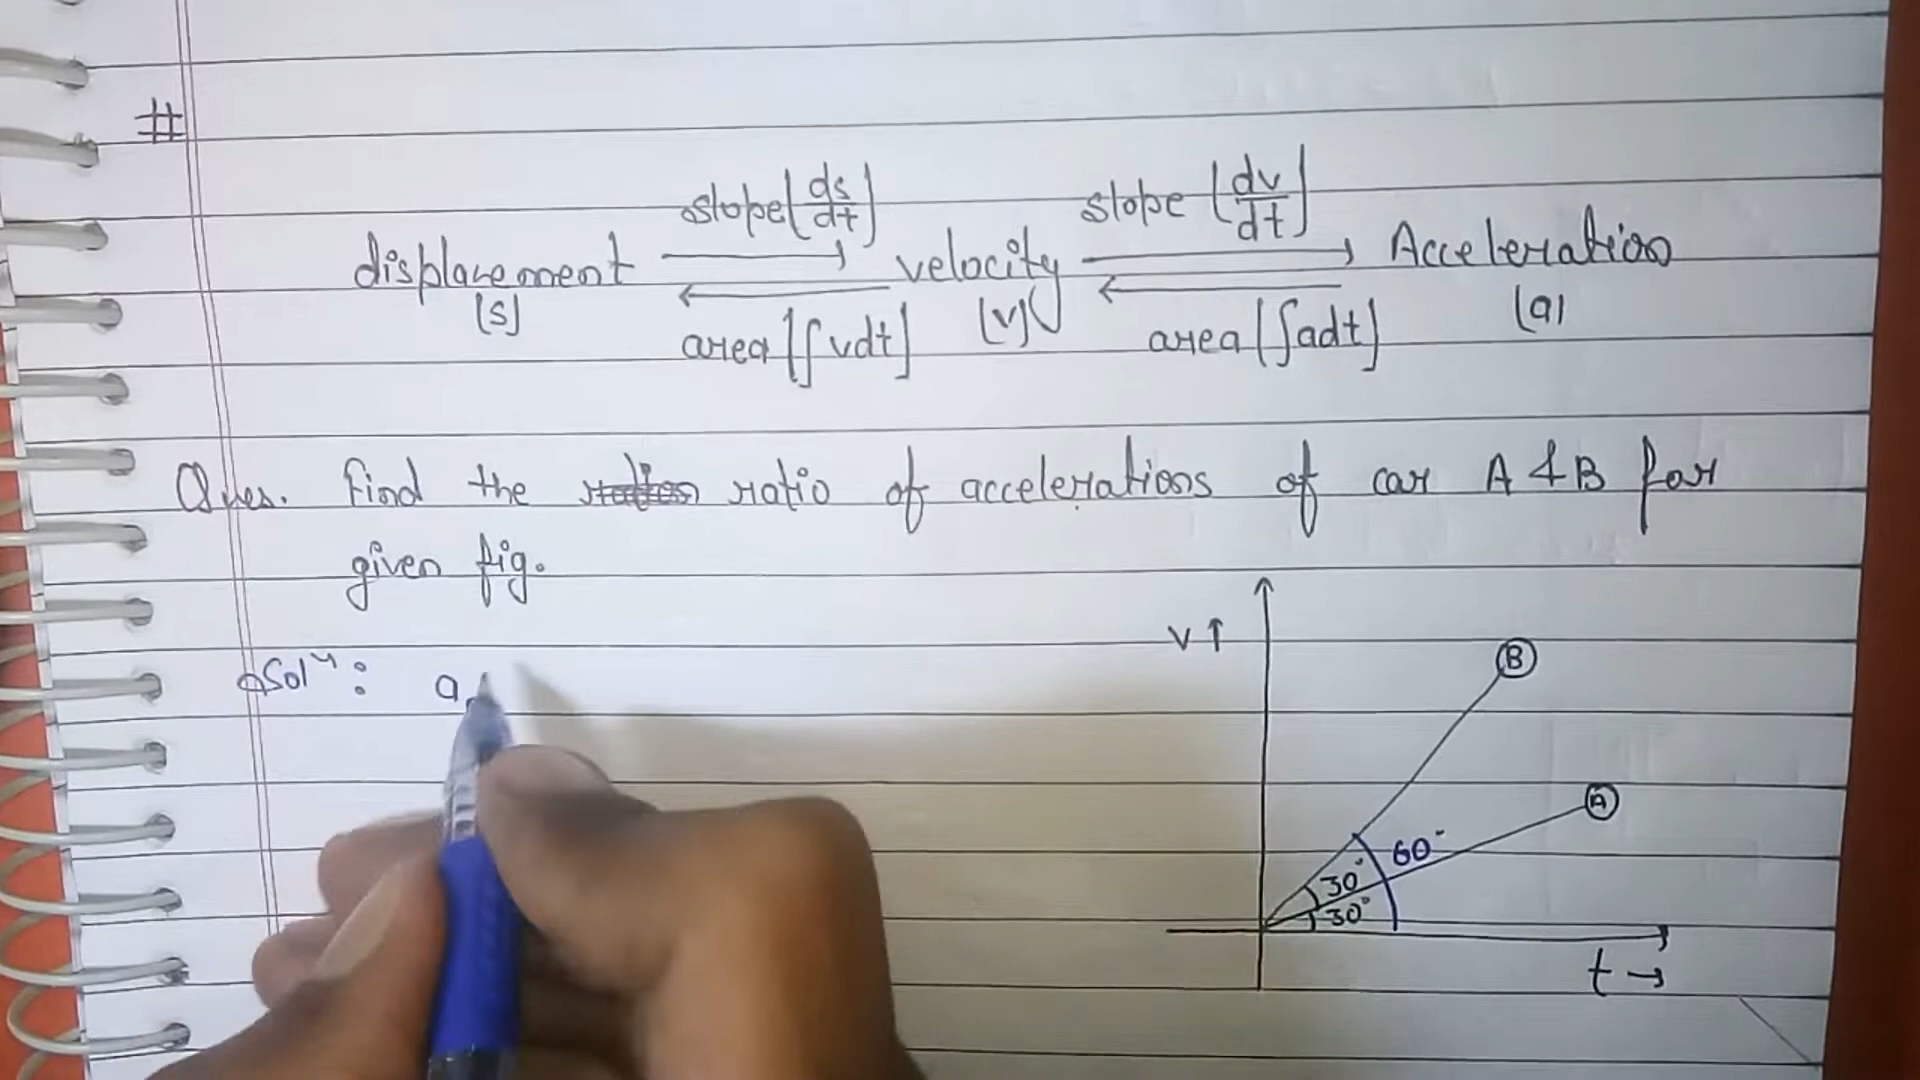 #
slope(ds/dt) slope (dv/dt)
displacement velocity Acceleration
(s) (v) (a)
area (∫vdt) area (∫adt)
Ques. Find the ratio of accelerations of car A & B for
given fig.
Solⁿ: a
v↑
B
A
60°
30°
30°
t→